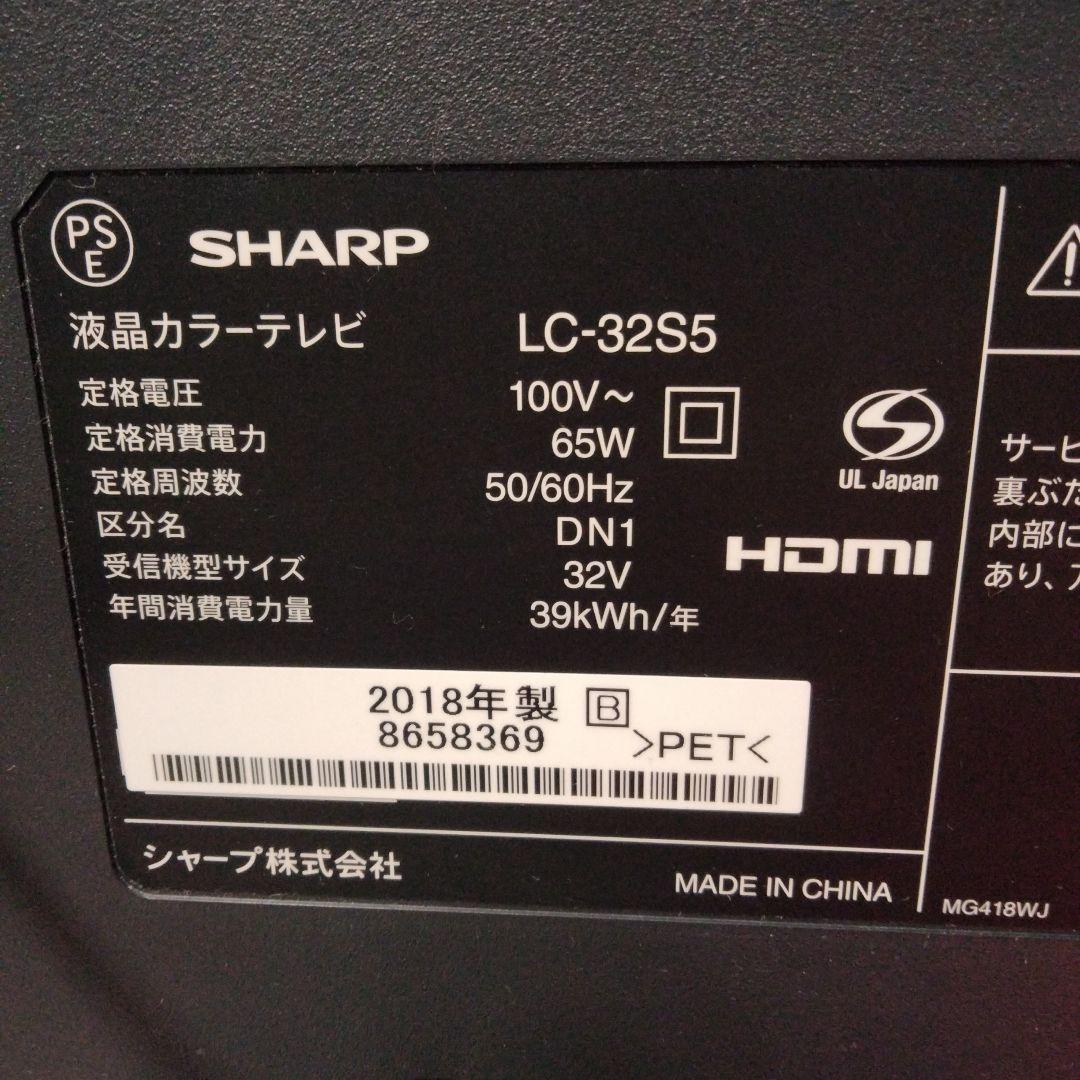 PS
E
SHARP
液晶カラーテレビ LC-32S5
定格電圧 100V～
定格消費電力 65W
定格周波数 50/60Hz
区分名 DN1
受信機型サイズ 32V
年間消費電力量 39kWh/年
UL Japan
HDMI
2018年製 B
8658369
>PET<
シャープ株式会社
MADE IN CHINA
MG418WJ
サービ
裏ぶた
内部に
あり、